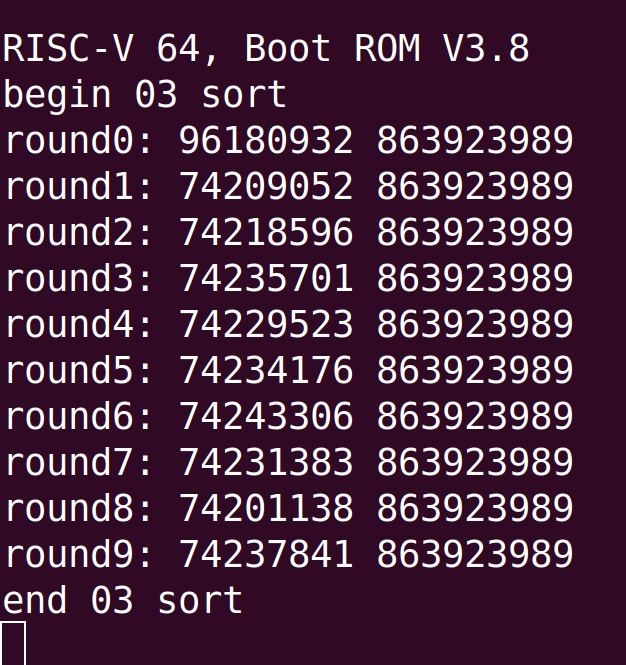 RISC-V 64, Boot ROM V3.8
begin 03 sort
round0: 96180932 863923989
round1: 74209052 863923989
round2: 74218596 863923989
round3: 74235701 863923989
round4: 74229523 863923989
round5: 74234176 863923989
round6: 74243306 863923989
round7: 74231383 863923989
round8: 74201138 863923989
round9: 74237841 863923989
end 03 sort